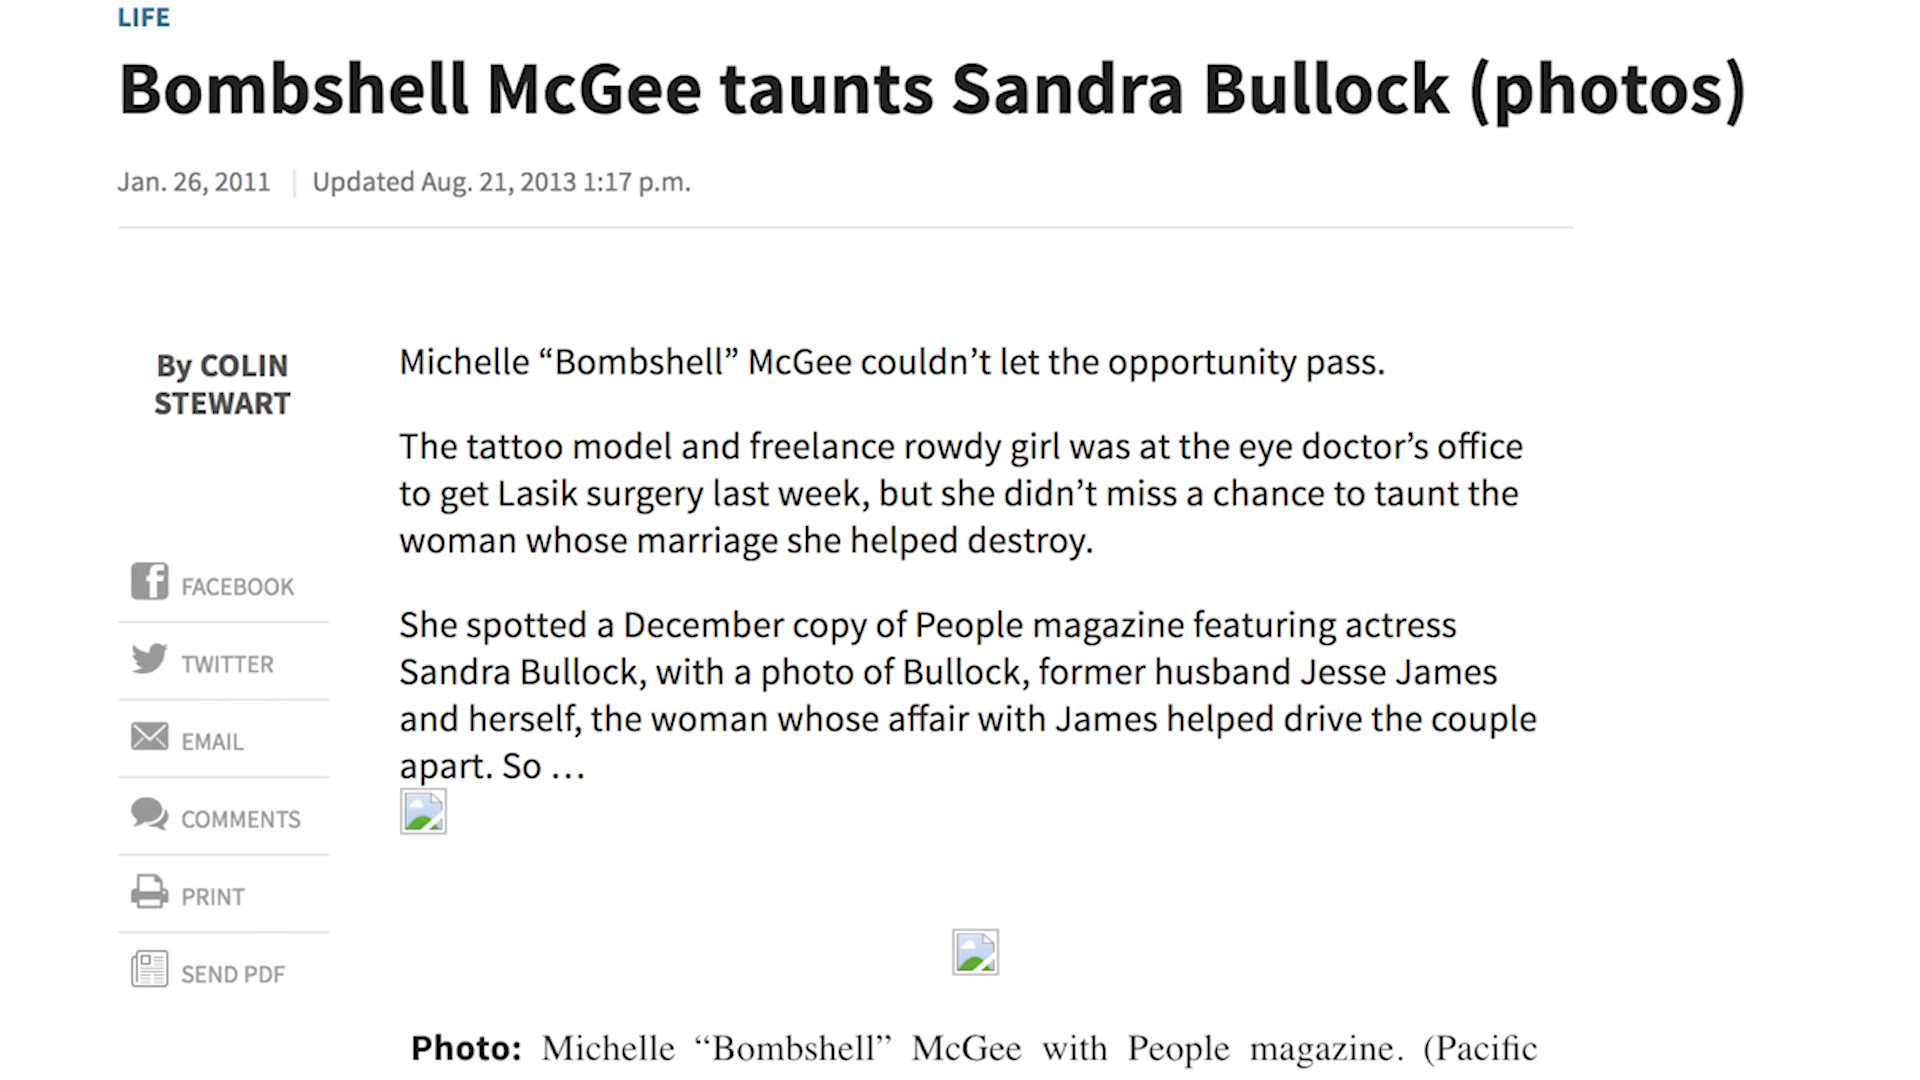 LIFE
Bombshell McGee taunts Sandra Bullock (photos)
Jan. 26, 2011 | Updated Aug. 21, 2013 1:17 p.m.
By COLIN
STEWART
FACEBOOK
TWITTER
EMAIL
COMMENTS
PRINT
SEND PDF
Michelle “Bombshell” McGee couldn’t let the opportunity pass.
The tattoo model and freelance rowdy girl was at the eye doctor’s office
to get Lasik surgery last week, but she didn’t miss a chance to taunt the
woman whose marriage she helped destroy.
She spotted a December copy of People magazine featuring actress
Sandra Bullock, with a photo of Bullock, former husband Jesse James
and herself, the woman whose affair with James helped drive the couple
apart. So …
Photo: Michelle “Bombshell” McGee with People magazine. (Pacific